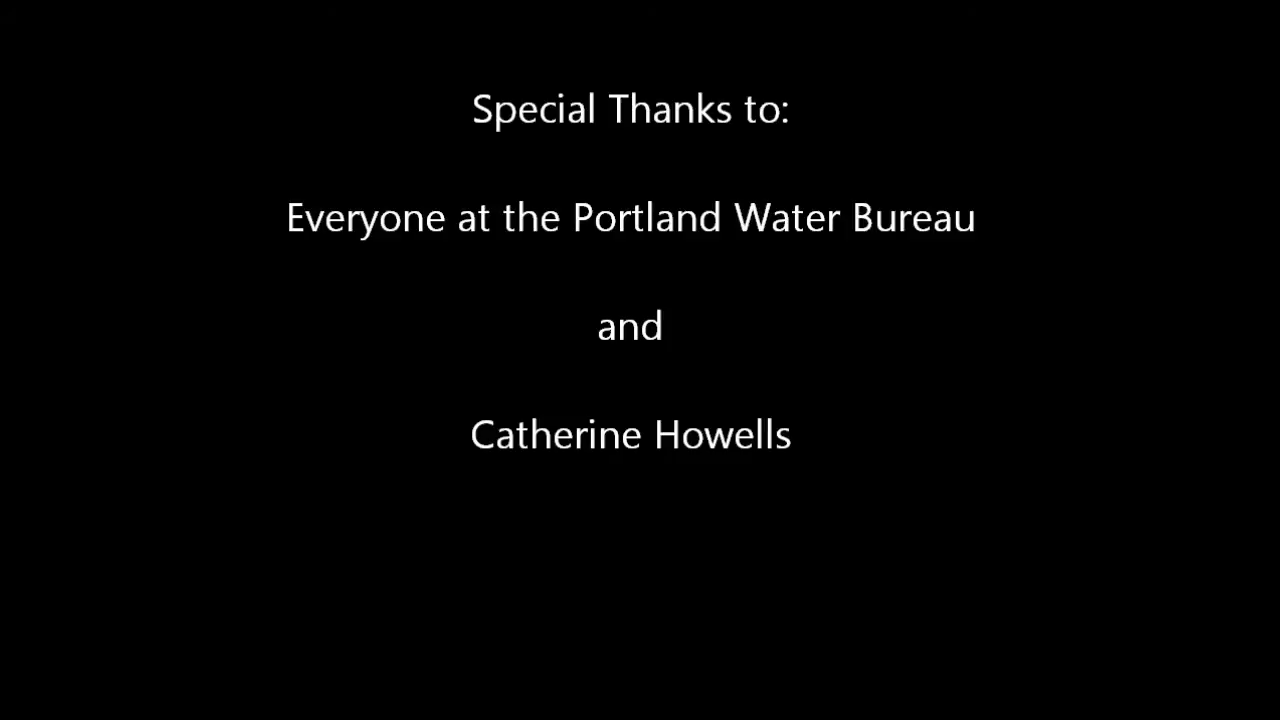 Special Thanks to:
Everyone at the Portland Water Bureau
and
Catherine Howells